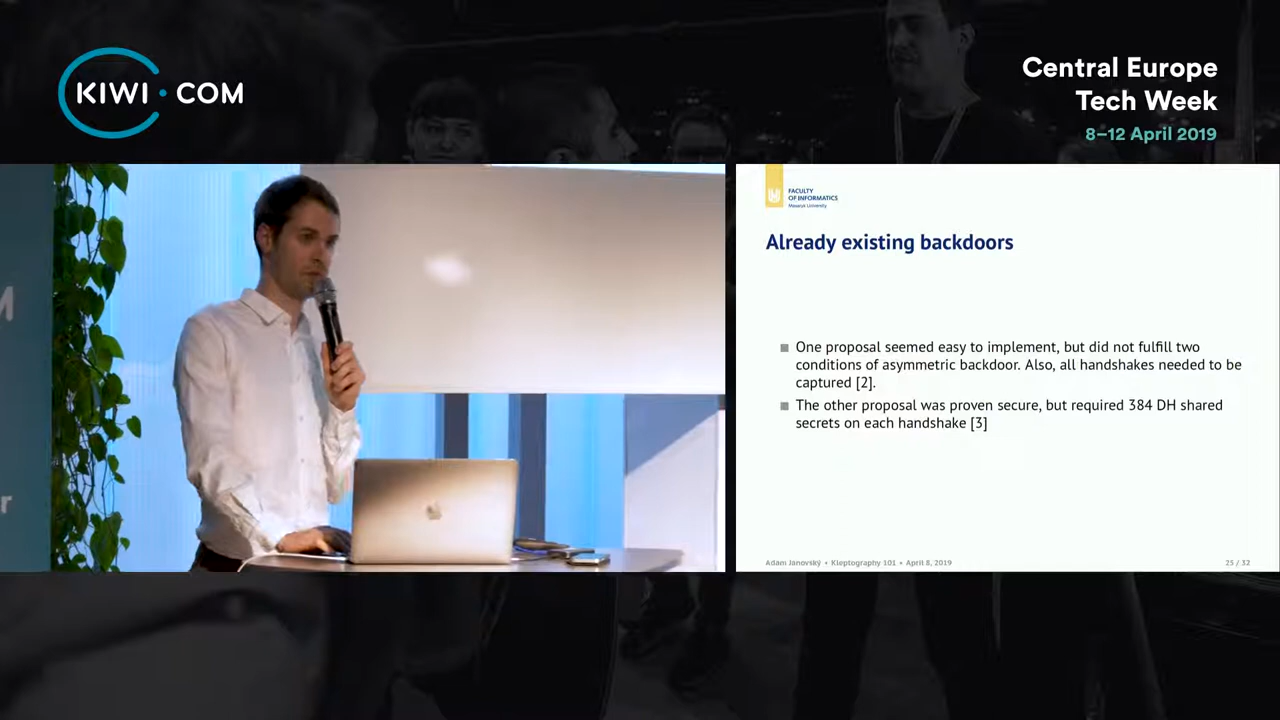 KIWI.COM
Central Europe
Tech Week
8–12 April 2019
M
r
FACULTY
OF INFORMATICS
Masaryk University
Already existing backdoors
One proposal seemed easy to implement, but did not fulfill two
conditions of asymmetric backdoor. Also, all handshakes needed to be
captured [2].
The other proposal was proven secure, but required 384 DH shared
secrets on each handshake [3]
Adam Janovský • Kleptography 101 • April 8, 2019
25 / 32